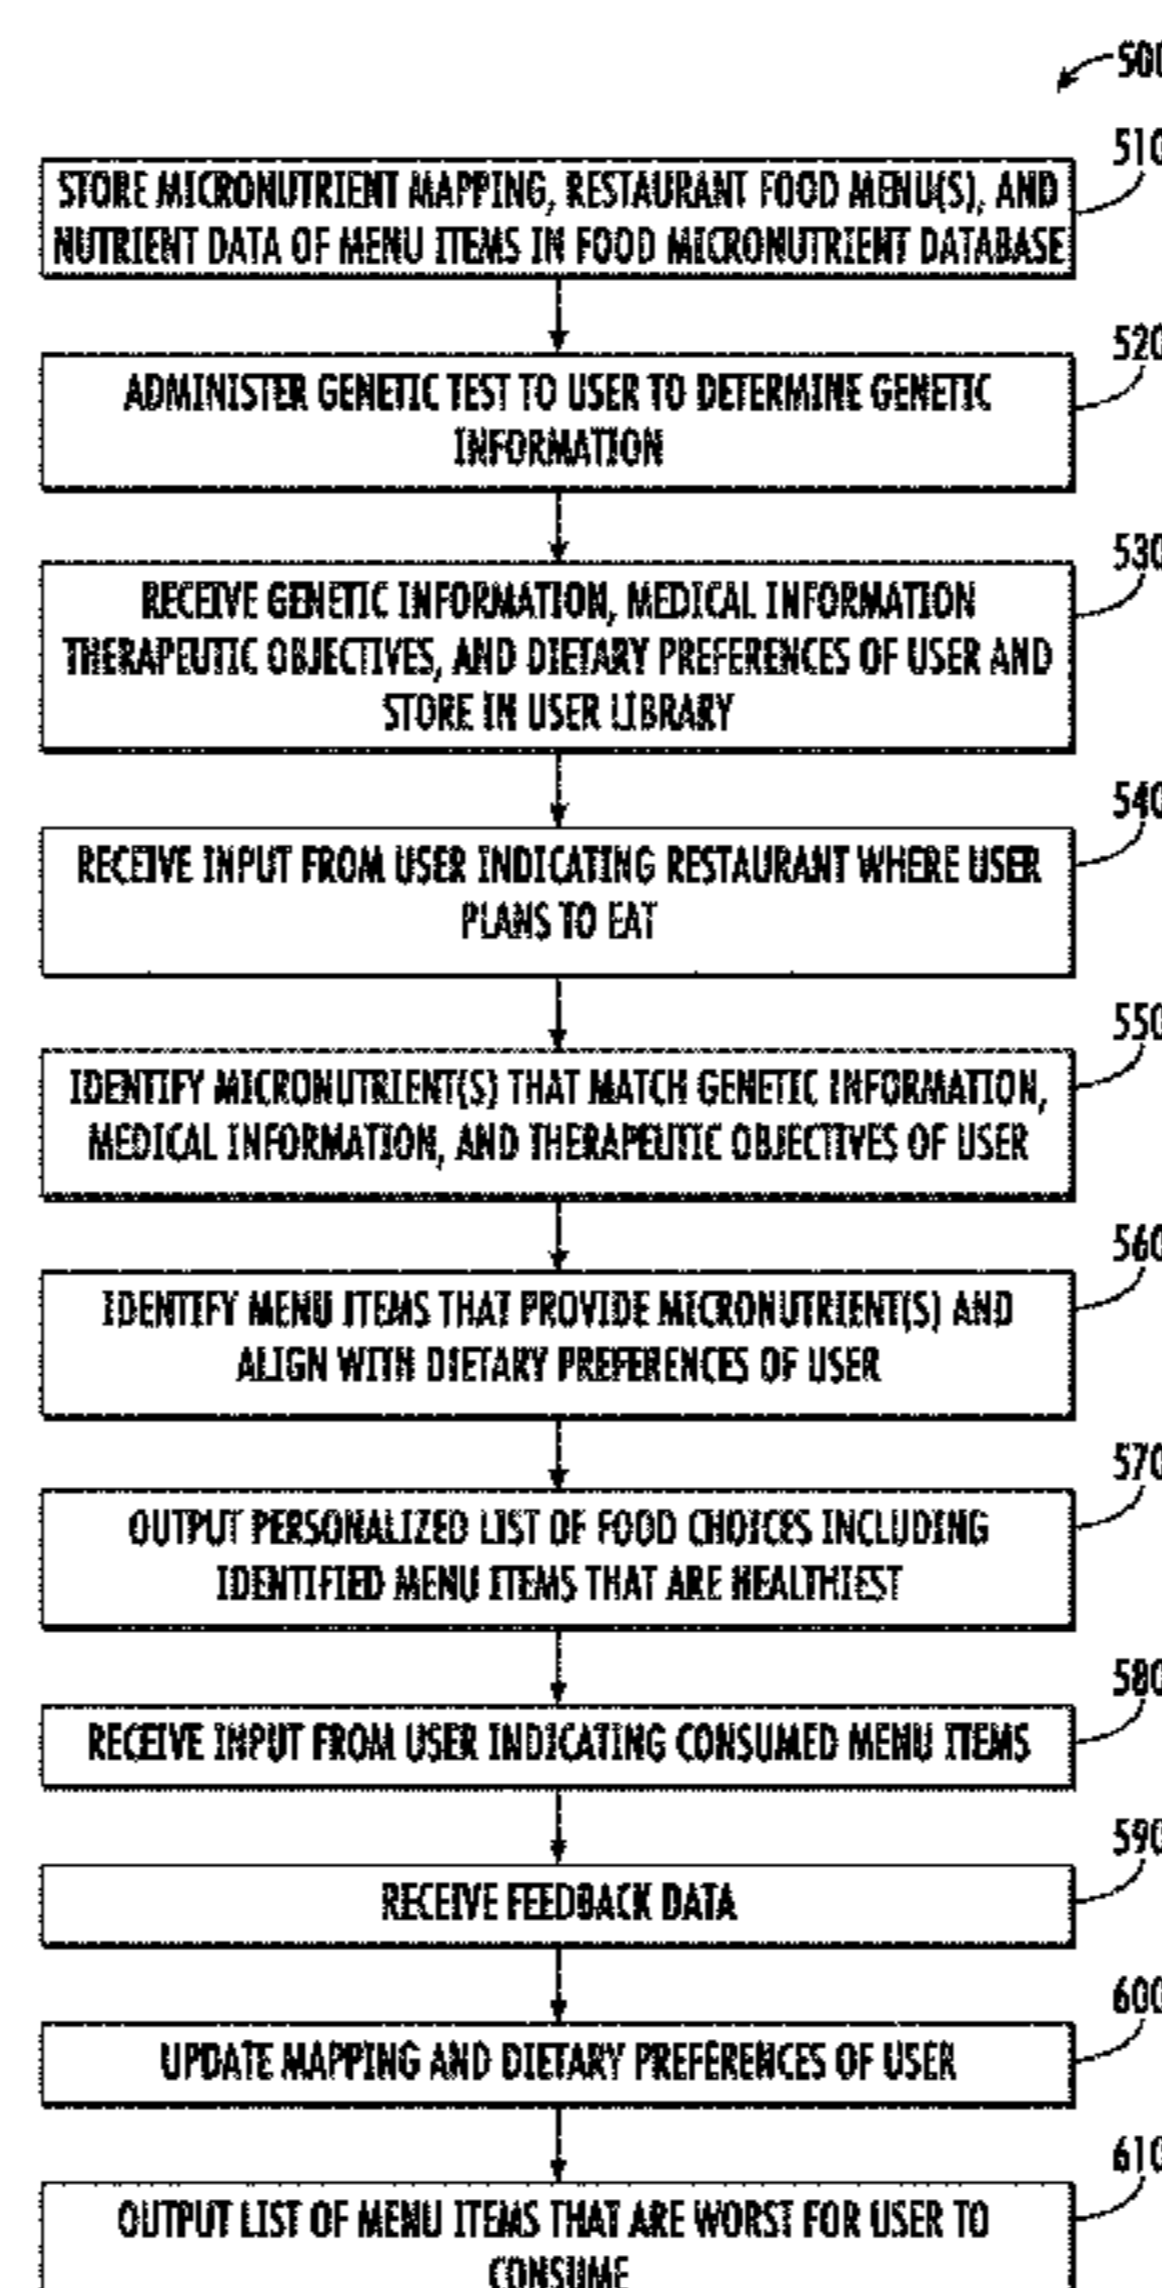 500
510
STORE MICRONUTRIENT MAPPING, RESTAURANT FOOD MENU(S), AND
NUTRIENT DATA OF MENU ITEMS IN FOOD MICRONUTRIENT DATABASE
520
ADMINISTER GENETIC TEST TO USER TO DETERMINE GENETIC
INFORMATION
530
RECEIVE GENETIC INFORMATION, MEDICAL INFORMATION
THERAPEUTIC OBJECTIVES, AND DIETARY PREFERENCES OF USER AND
STORE IN USER LIBRARY
540
RECEIVE INPUT FROM USER INDICATING RESTAURANT WHERE USER
PLANS TO EAT
550
IDENTIFY MICRONUTRIENT(S) THAT MATCH GENETIC INFORMATION,
MEDICAL INFORMATION, AND THERAPEUTIC OBJECTIVES OF USER
560
IDENTIFY MENU ITEMS THAT PROVIDE MICRONUTRIENT(S) AND
ALIGN WITH DIETARY PREFERENCES OF USER
570
OUTPUT PERSONALIZED LIST OF FOOD CHOICES INCLUDING
IDENTIFIED MENU ITEMS THAT ARE HEALTHIEST
580
RECEIVE INPUT FROM USER INDICATING CONSUMED MENU ITEMS
590
RECEIVE FEEDBACK DATA
600
UPDATE MAPPING AND DIETARY PREFERENCES OF USER
610
OUTPUT LIST OF MENU ITEMS THAT ARE WORST FOR USER TO
CONSUME